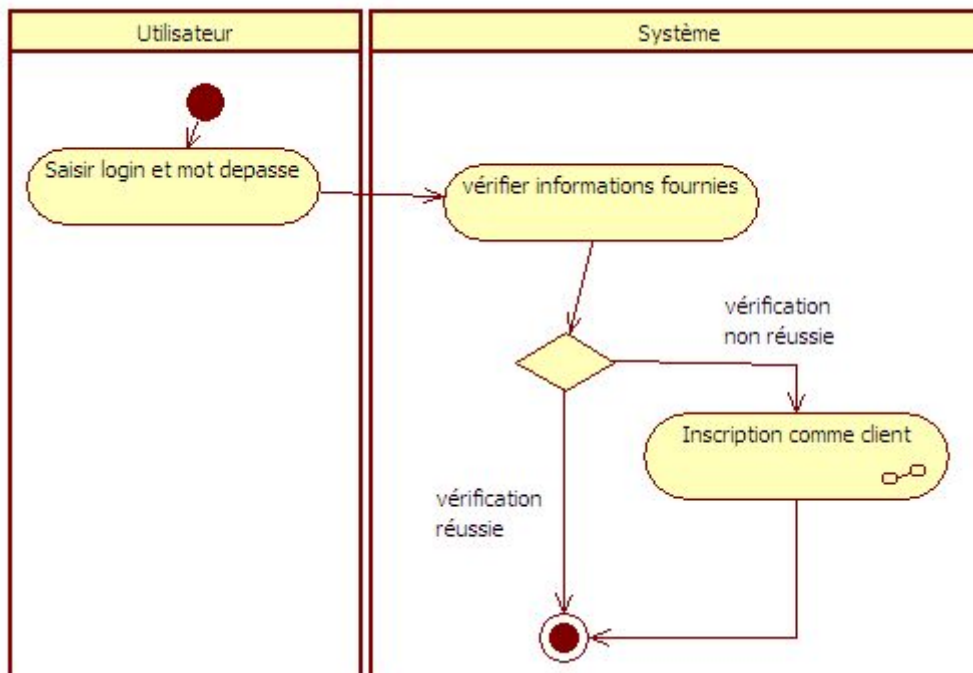 Utilisateur
Système
Saisir login et mot depasse
vérifier informations fournies
vérification
non réussie
Inscription comme client
vérification
réussie